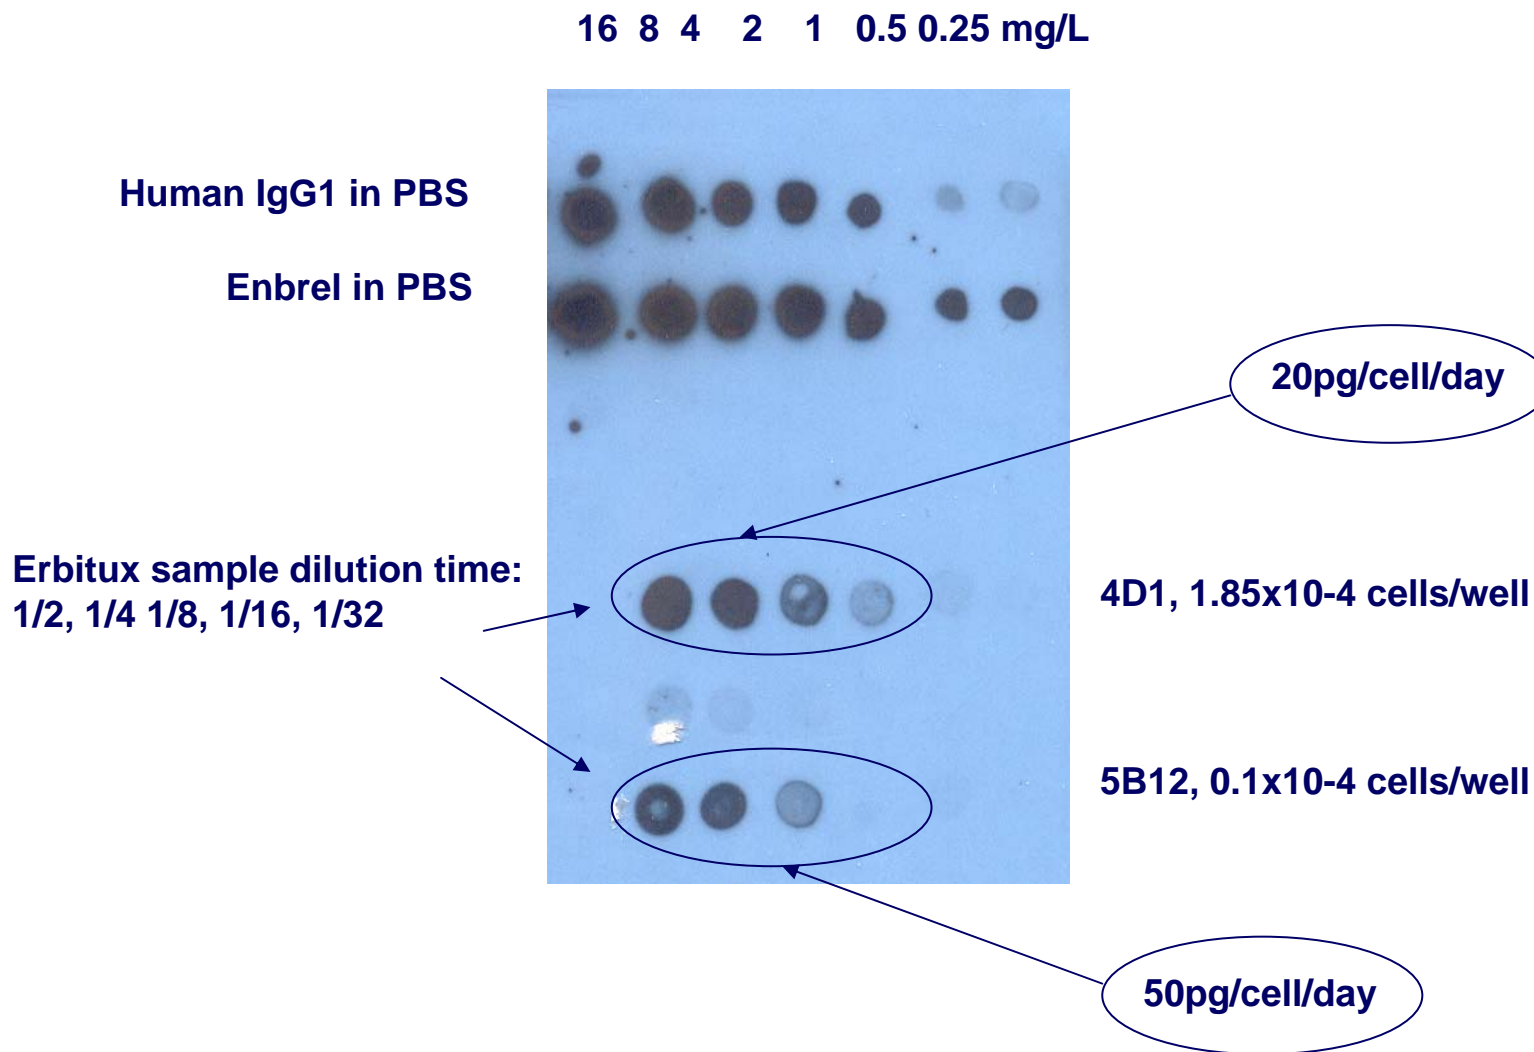 16 8 4 2 1 0.5 0.25 mg/L
Human IgG1 in PBS
Enbrel in PBS
20pg/cell/day
Erbitux sample dilution time:
1/2, 1/4 1/8, 1/16, 1/32
4D1, 1.85x10-4 cells/well
5B12, 0.1x10-4 cells/well
50pg/cell/day